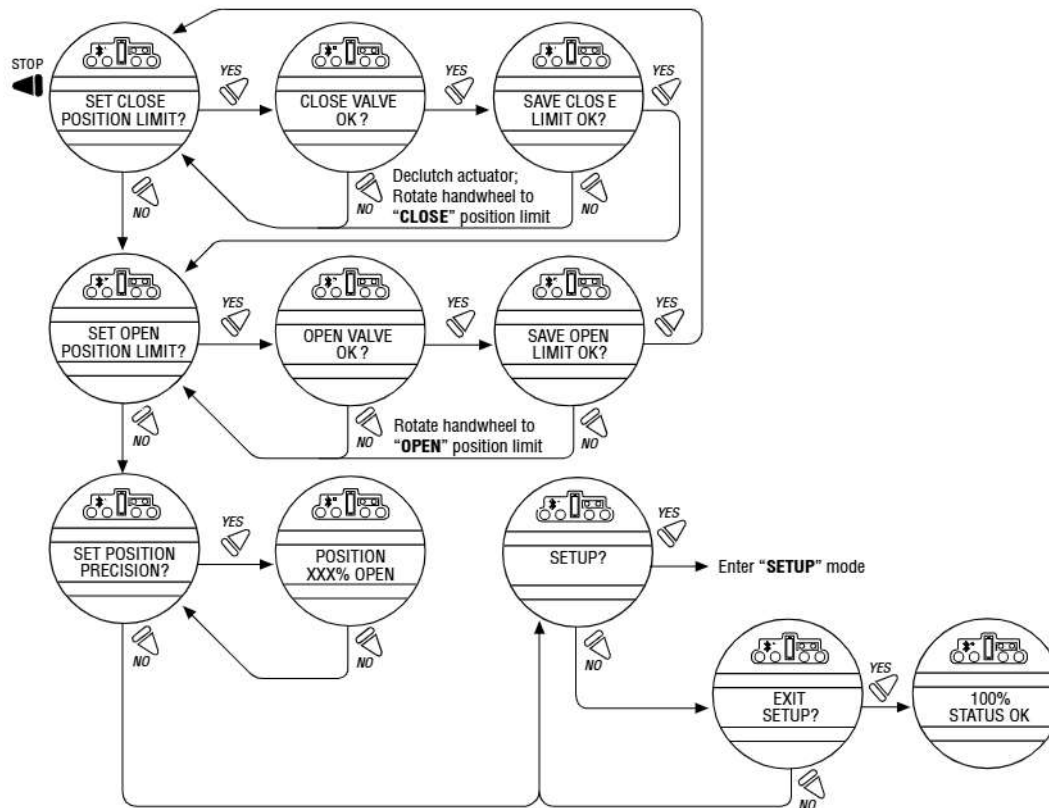 STOP
SET CLOSE
POSITION LIMIT?
YES
CLOSE VALVE
OK ?
YES
SAVE CLOS E
LIMIT OK?
YES
NO
NO
Declutch actuator;
Rotate handwheel to
“CLOSE” position limit
NO
SET OPEN
POSITION LIMIT?
YES
OPEN VALVE
OK ?
YES
SAVE OPEN
LIMIT OK?
YES
NO
NO
Rotate handwheel to
“OPEN” position limit
NO
SET POSITION
PRECISION?
YES
POSITION
XXX% OPEN
SETUP?
YES
Enter “SETUP” mode
NO
NO
NO
EXIT
SETUP?
YES
100%
STATUS OK
NO